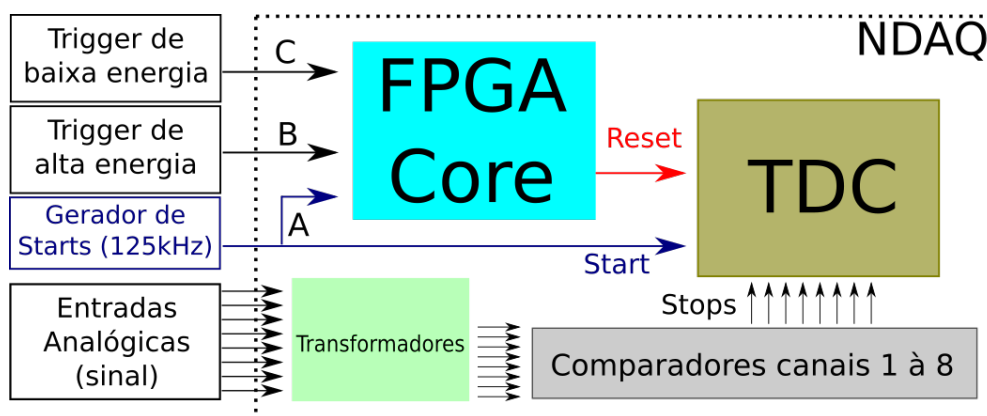 Trigger de
baixa energia
C
NDAQ
FPGA
Core
Trigger de
alta energia
B
Reset
TDC
Gerador de
Starts (125kHz)
A
Start
Entradas
Analógicas
(sinal)
Transformadores
Stops
Comparadores canais 1 à 8